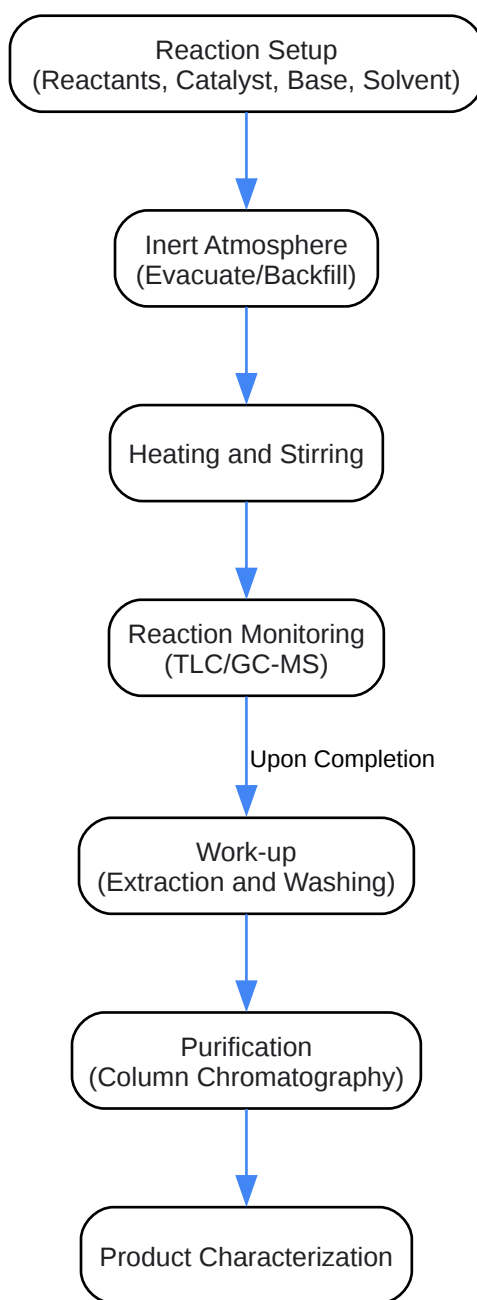 Reaction Setup
(Reactants, Catalyst, Base, Solvent)
Inert Atmosphere
(Evacuate/Backfill)
Heating and Stirring
Reaction Monitoring
(TLC/GC-MS)
Upon Completion
Work-up
(Extraction and Washing)
Purification
(Column Chromatography)
Product Characterization